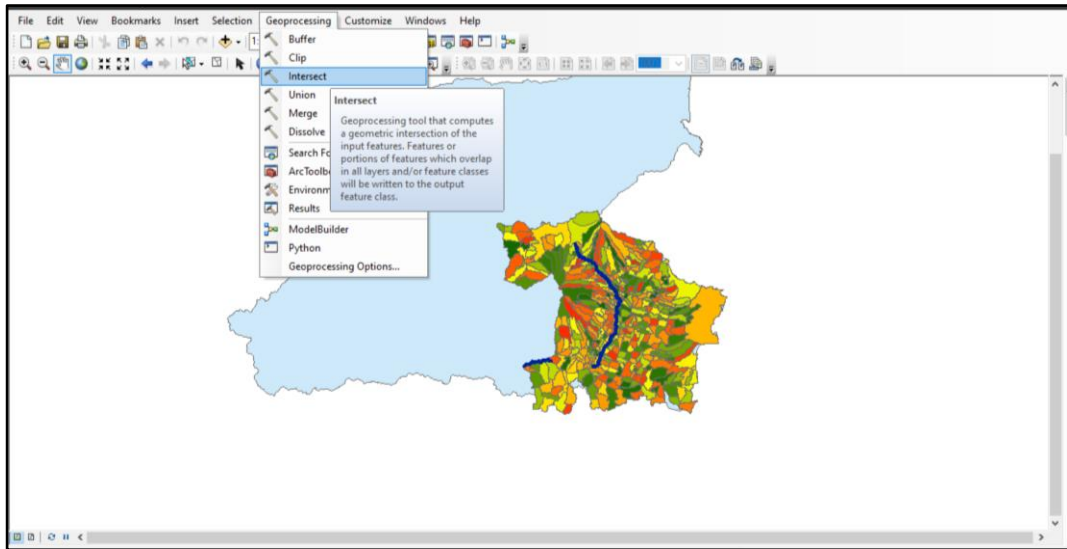 File Edit View Bookmarks Insert Selection Geoprocessing Customize Windows Help
Buffer
Clip
Intersect
Union
Merge
Dissolve
Search Fo
ArcToolb
Environm
Results
ModelBuilder
Python
Geoprocessing Options...
Intersect
Geoprocessing tool that computes
a geometric intersection of the
input features. Features or
portions of features which overlap
in all layers and/or feature classes
will be written to the output
feature class.